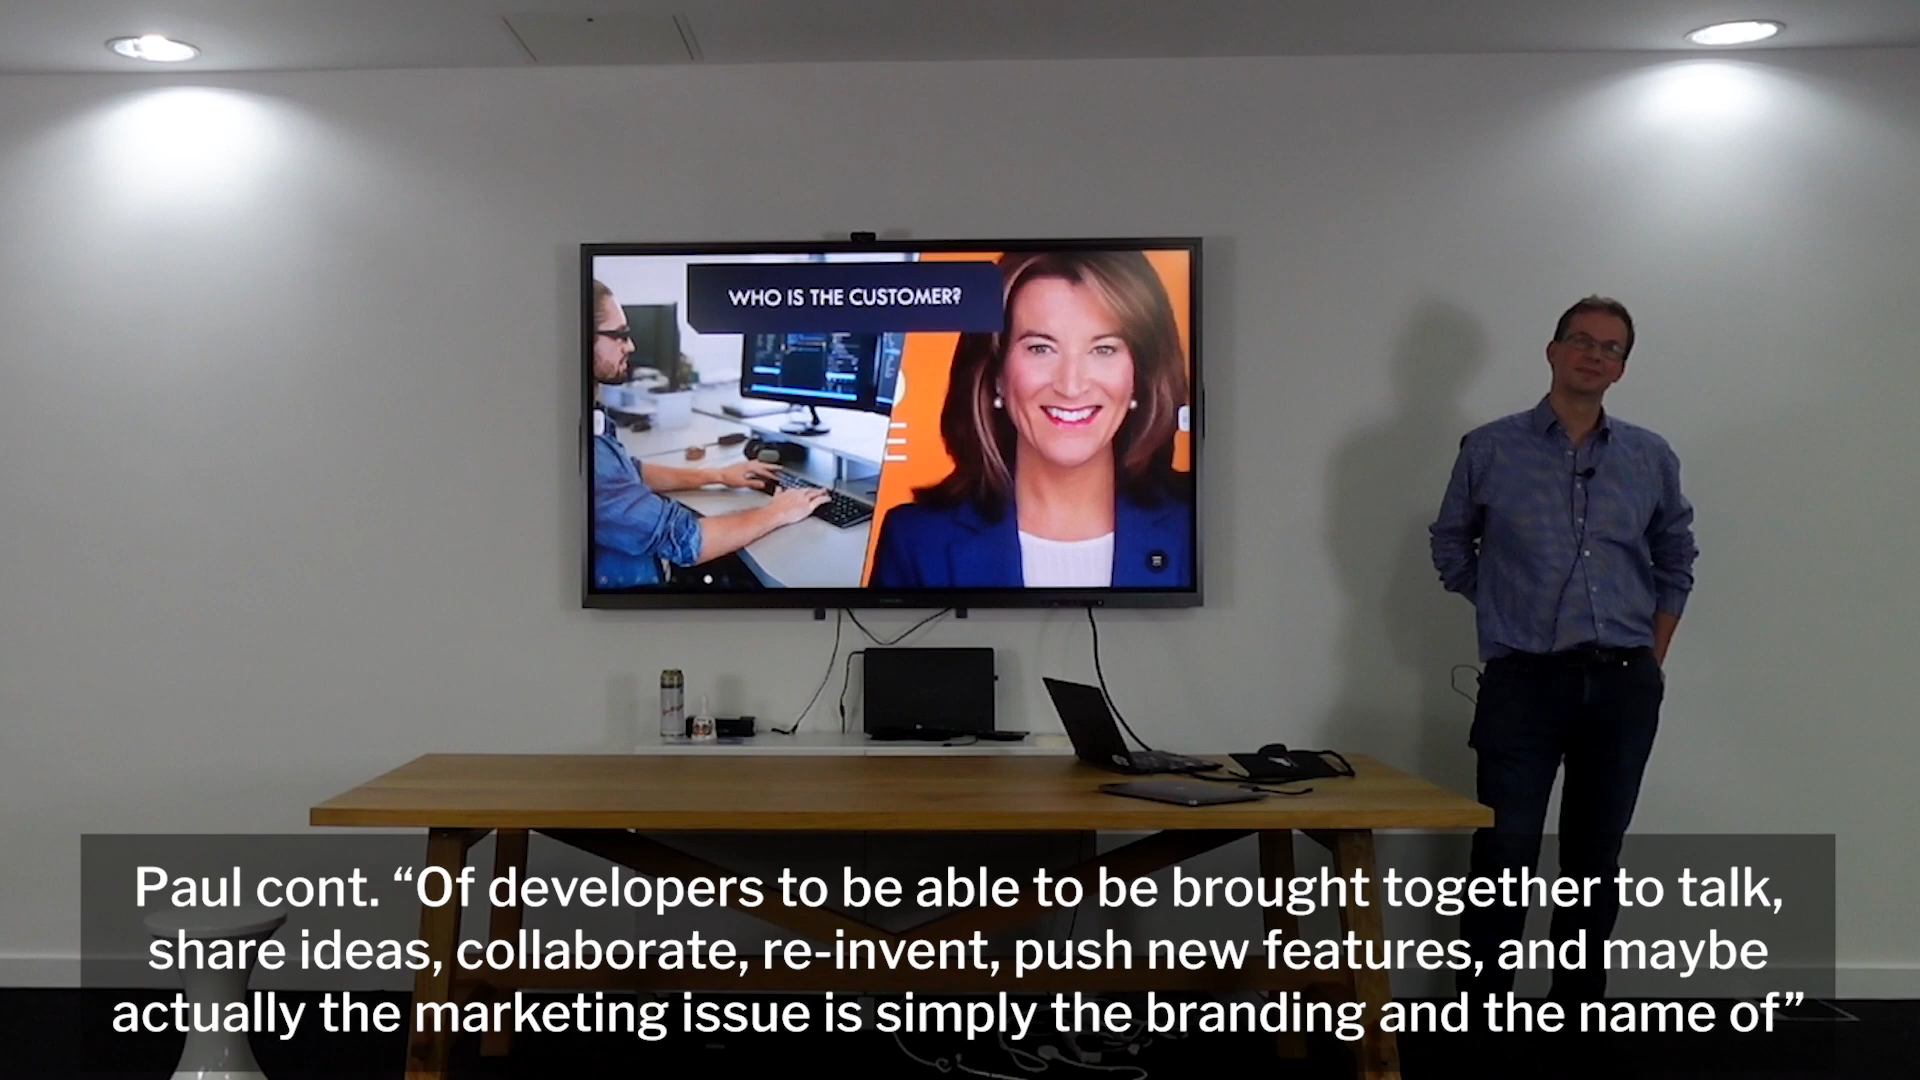 WHO IS THE CUSTOMER?
Paul cont. “Of developers to be able to be brought together to talk,
share ideas, collaborate, re-invent, push new features, and maybe
actually the marketing issue is simply the branding and the name of”